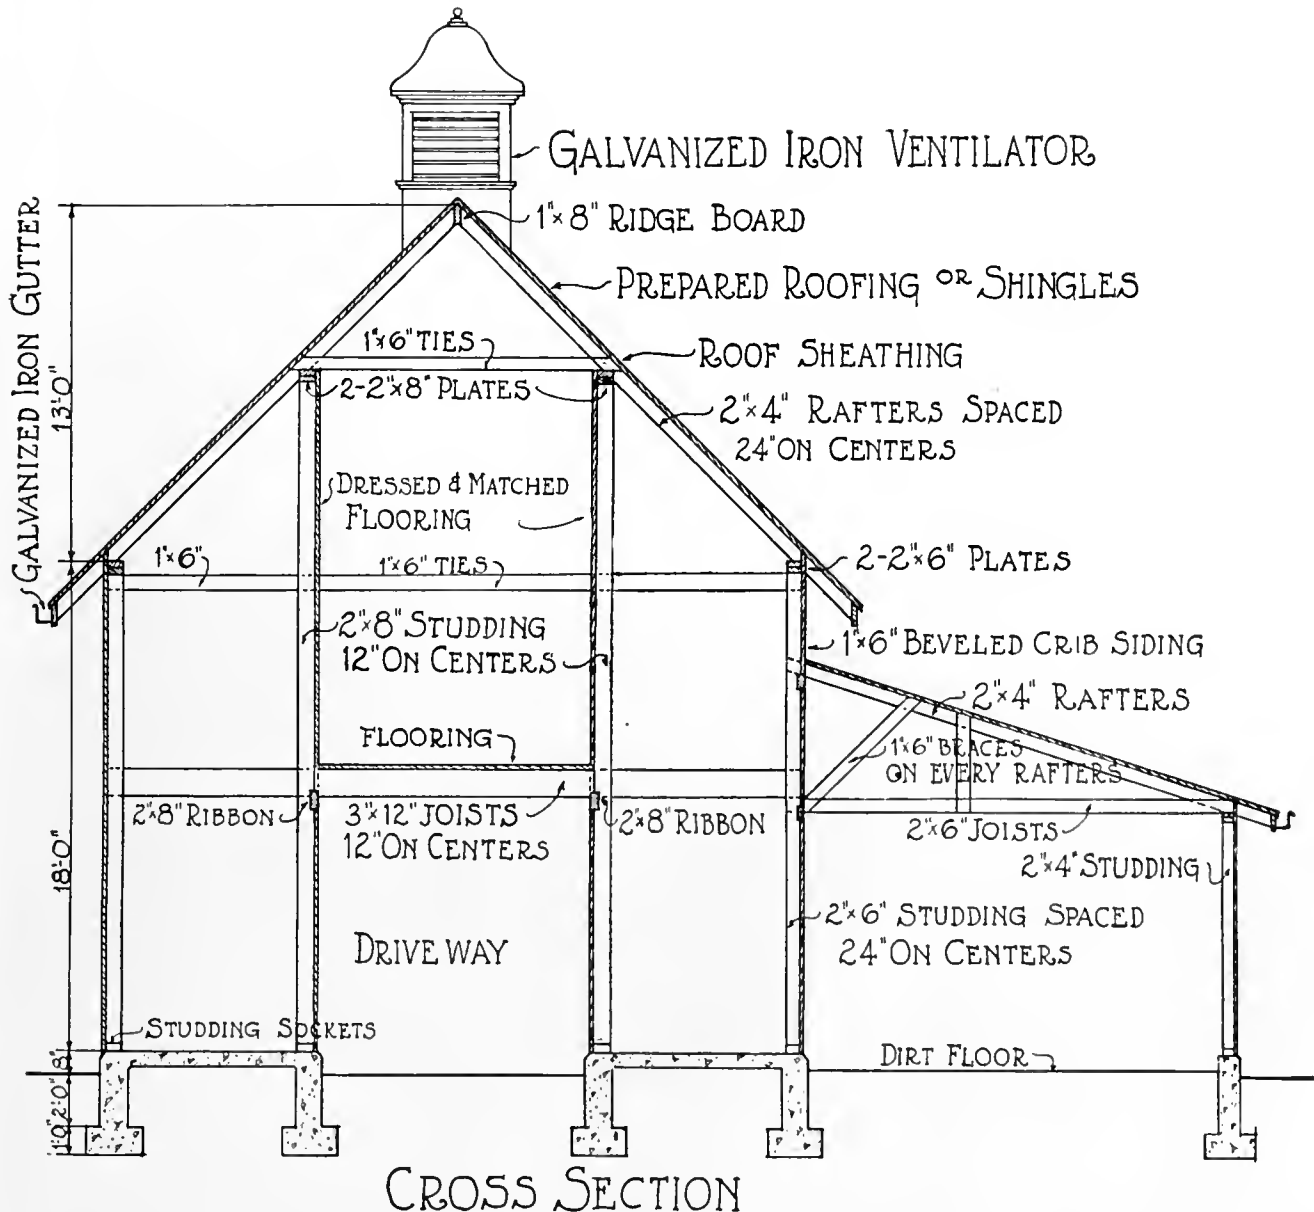 GALVANIZED IRON VENTILATOR
1"×8" RIDGE BOARD
PREPARED ROOFING OR SHINGLES
ROOF SHEATHING
1"×6" TIES
2-2"×8" PLATES
2"×4" RAFTERS SPACED
24" ON CENTERS
GALVANIZED IRON GUTTER
13'-0"
DRESSED & MATCHED
FLOORING
1"×6"
1"×6" TIES
2-2"×6" PLATES
2"×8" STUDDING
12" ON CENTERS
1"×6" BEVELED CRIB SIDING
2"×4" RAFTERS
FLOORING
1"×6" BRACES
ON EVERY RAFTERS
2"×8" RIBBON
3"×12" JOISTS
12" ON CENTERS
2"×8" RIBBON
2"×6" JOISTS
2"×4" STUDDING
18'-0"
2"×6" STUDDING SPACED
24" ON CENTERS
DRIVE WAY
STUDDING SOCKETS
DIRT FLOOR
8"
2'-0"
1'-0"
CROSS SECTION